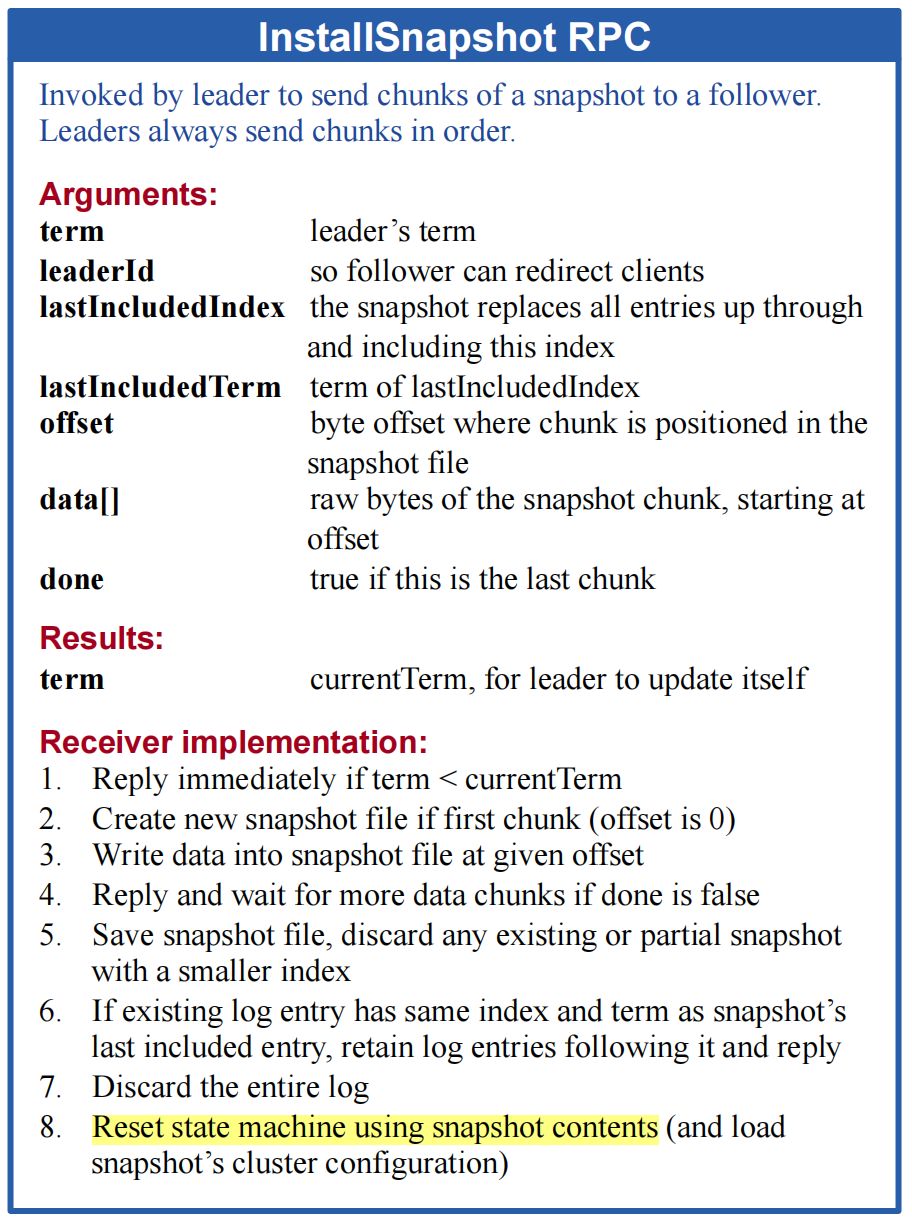 InstallSnapshot RPC
Invoked by leader to send chunks of a snapshot to a follower.
Leaders always send chunks in order.
Arguments:
term leader’s term
leaderId so follower can redirect clients
lastIncludedIndex the snapshot replaces all entries up through
and including this index
lastIncludedTerm term of lastIncludedIndex
offset byte offset where chunk is positioned in the
snapshot file
data[] raw bytes of the snapshot chunk, starting at
offset
done true if this is the last chunk
Results:
term currentTerm, for leader to update itself
Receiver implementation:
1. Reply immediately if term < currentTerm
2. Create new snapshot file if first chunk (offset is 0)
3. Write data into snapshot file at given offset
4. Reply and wait for more data chunks if done is false
5. Save snapshot file, discard any existing or partial snapshot
with a smaller index
6. If existing log entry has same index and term as snapshot’s
last included entry, retain log entries following it and reply
7. Discard the entire log
8. Reset state machine using snapshot contents (and load
snapshot’s cluster configuration)